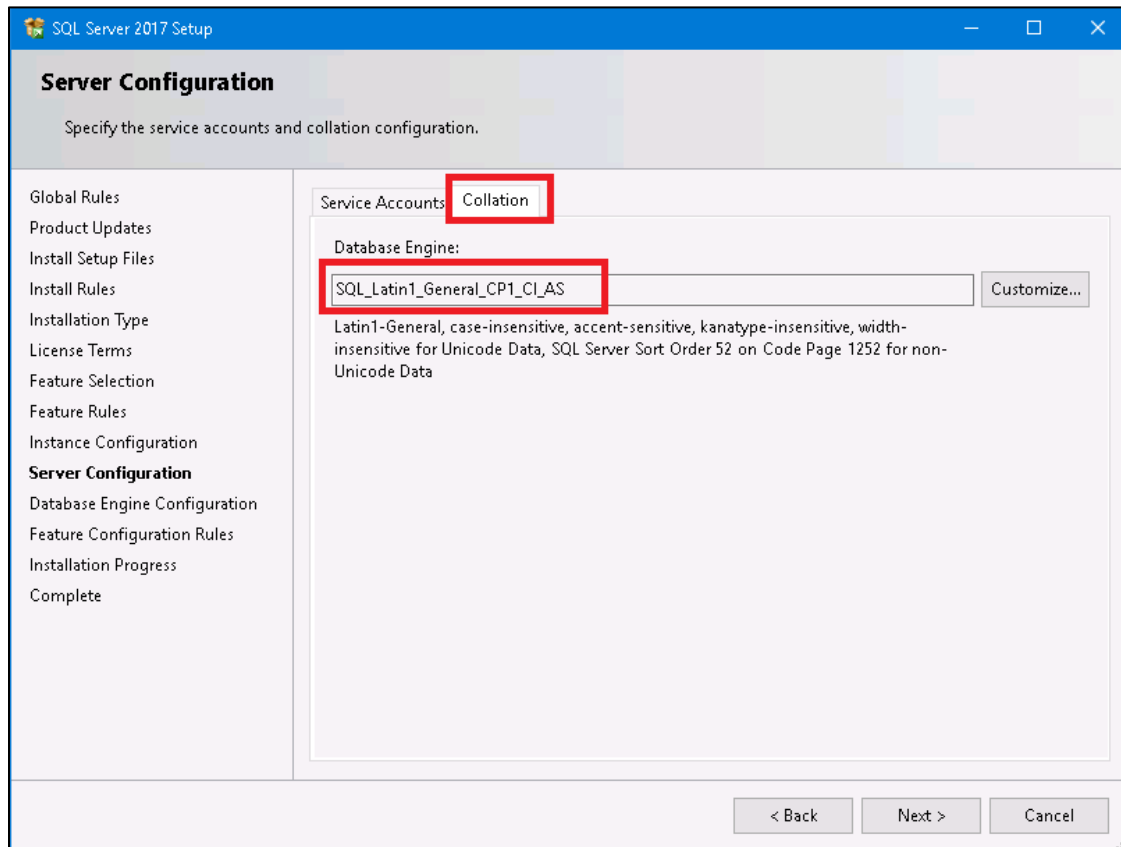 SQL Server 2017 Setup
Server Configuration
Specify the service accounts and collation configuration.
Global Rules
Product Updates
Install Setup Files
Install Rules
Installation Type
License Terms
Feature Selection
Feature Rules
Instance Configuration
Server Configuration
Database Engine Configuration
Feature Configuration Rules
Installation Progress
Complete
Service Accounts Collation
Database Engine:
SQL_Latin1_General_CP1_CI_AS Customize...
Latin1-General, case-insensitive, accent-sensitive, kanatype-insensitive, width-
insensitive for Unicode Data, SQL Server Sort Order 52 on Code Page 1252 for non-
Unicode Data
< Back Next > Cancel